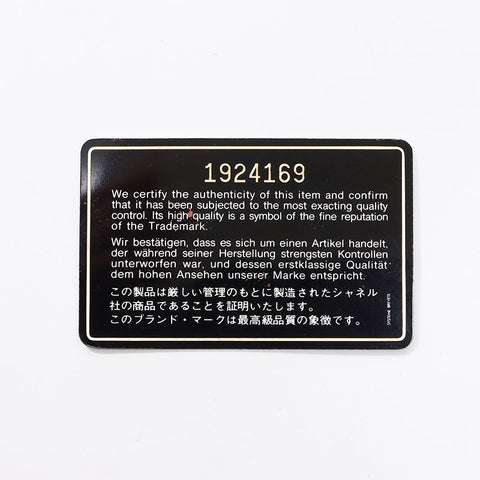 1924169
We certify the authenticity of this item and confirm
that it has been subjected to the most exacting quality
control. Its high quality is a symbol of the fine reputation
of the Trademark.
Wir bestätigen, dass es sich um einen Artikel handelt,
der während seiner Herstellung strengsten Kontrollen
unterworfen war, und dessen erstklassige Qualität
dem hohen Ansehen unserer Marke entspricht.
この製品は厳しい管理のもとに製造されたシャネル
社の商品であることを証明いたします。
このブランド・マークは最高級品質の象徴です。